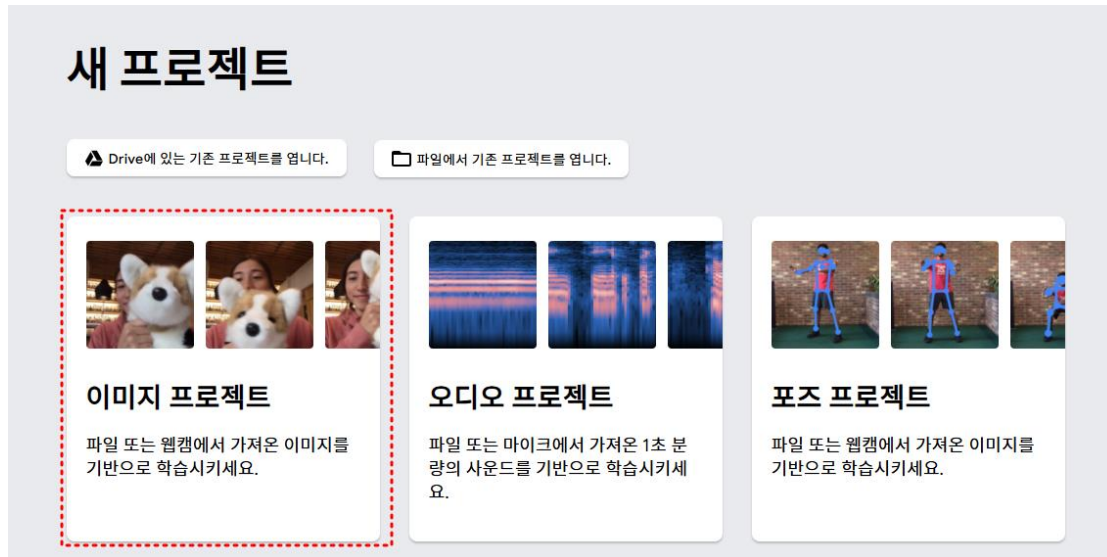 새 프로젝트
Drive에 있는 기존 프로젝트를 엽니다.
파일에서 기존 프로젝트를 엽니다.
이미지 프로젝트
파일 또는 웹캠에서 가져온 이미지를
기반으로 학습시키세요.
오디오 프로젝트
파일 또는 마이크에서 가져온 1초 분
량의 사운드를 기반으로 학습시키세
요.
포즈 프로젝트
파일 또는 웹캠에서 가져온 이미지를
기반으로 학습시키세요.